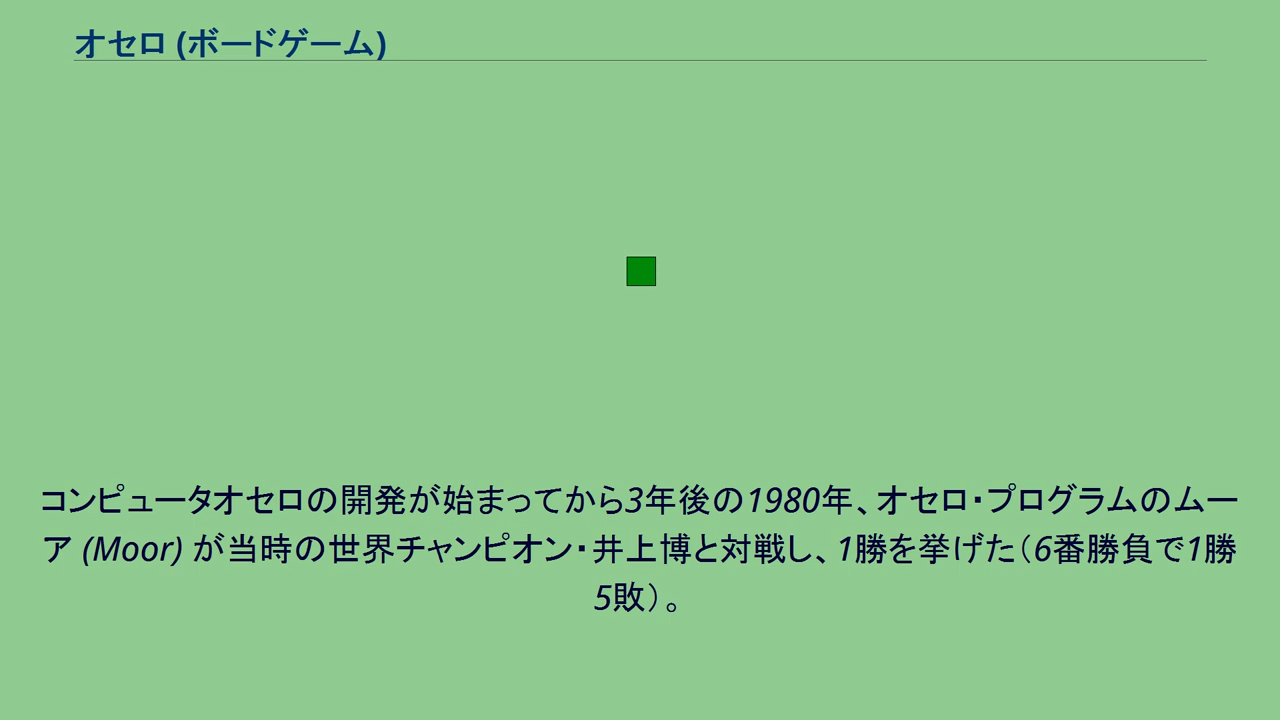 オセロ (ボードゲーム)
コンピュータオセロの開発が始まってから3年後の1980年、オセロ・プログラムのムー
ア (Moor) が当時の世界チャンピオン・井上博と対戦し、1勝を挙げた（6番勝負で1勝
5敗）。